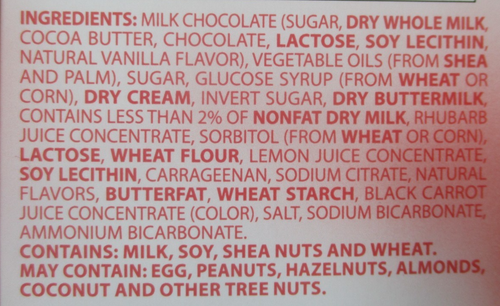 INGREDIENTS: MILK CHOCOLATE (SUGAR, DRY WHOLE MILK,
COCOA BUTTER, CHOCOLATE, LACTOSE, SOY LECITHIN,
NATURAL VANILLA FLAVOR), VEGETABLE OILS (FROM SHEA
AND PALM), SUGAR, GLUCOSE SYRUP (FROM WHEAT OR
CORN), DRY CREAM, INVERT SUGAR, DRY BUTTERMILK,
CONTAINS LESS THAN 2% OF NONFAT DRY MILK, RHUBARB
JUICE CONCENTRATE, SORBITOL (FROM WHEAT OR CORN),
LACTOSE, WHEAT FLOUR, LEMON JUICE CONCENTRATE,
SOY LECITHIN, CARRAGEENAN, SODIUM CITRATE, NATURAL
FLAVORS, BUTTERFAT, WHEAT STARCH, BLACK CARROT
JUICE CONCENTRATE (COLOR), SALT, SODIUM BICARBONATE,
AMMONIUM BICARBONATE.
CONTAINS: MILK, SOY, SHEA NUTS AND WHEAT.
MAY CONTAIN: EGG, PEANUTS, HAZELNUTS, ALMONDS,
COCONUT AND OTHER TREE NUTS.